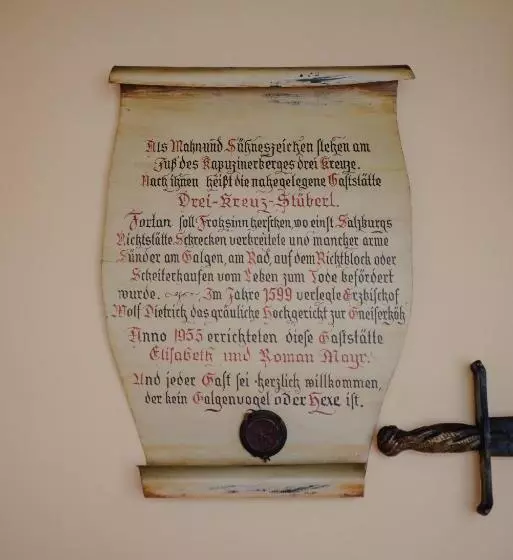 Als Mahn und Sühneszeichen stehen am
Fuß des Kapuzinerberges drei Kreuze.
Nach ihnen heißt die nahegelegene Gaststätte
Drei-Kreuz-Stüberl.
Fortan soll Frohsinn herschen, wo einst Salzburgs
Richtstätte Schrecken verbreitete und mancher arme
Sünder am Galgen, am Rad, auf dem Richtblock oder
Scheiterhaufen vom Leben zum Tode befördert
wurde. Im Jahre 1599 verlegte Erzbischof
Wolf Dietrich das gräuliche Hochgericht zur Gneiserhöh.
Anno 1955 errichteten diese Gaststätte
Elisabeth und Roman Mayr.
Und jeder Gast sei herzlich willkommen,
der kein Galgenvogel oder Hexe ist.